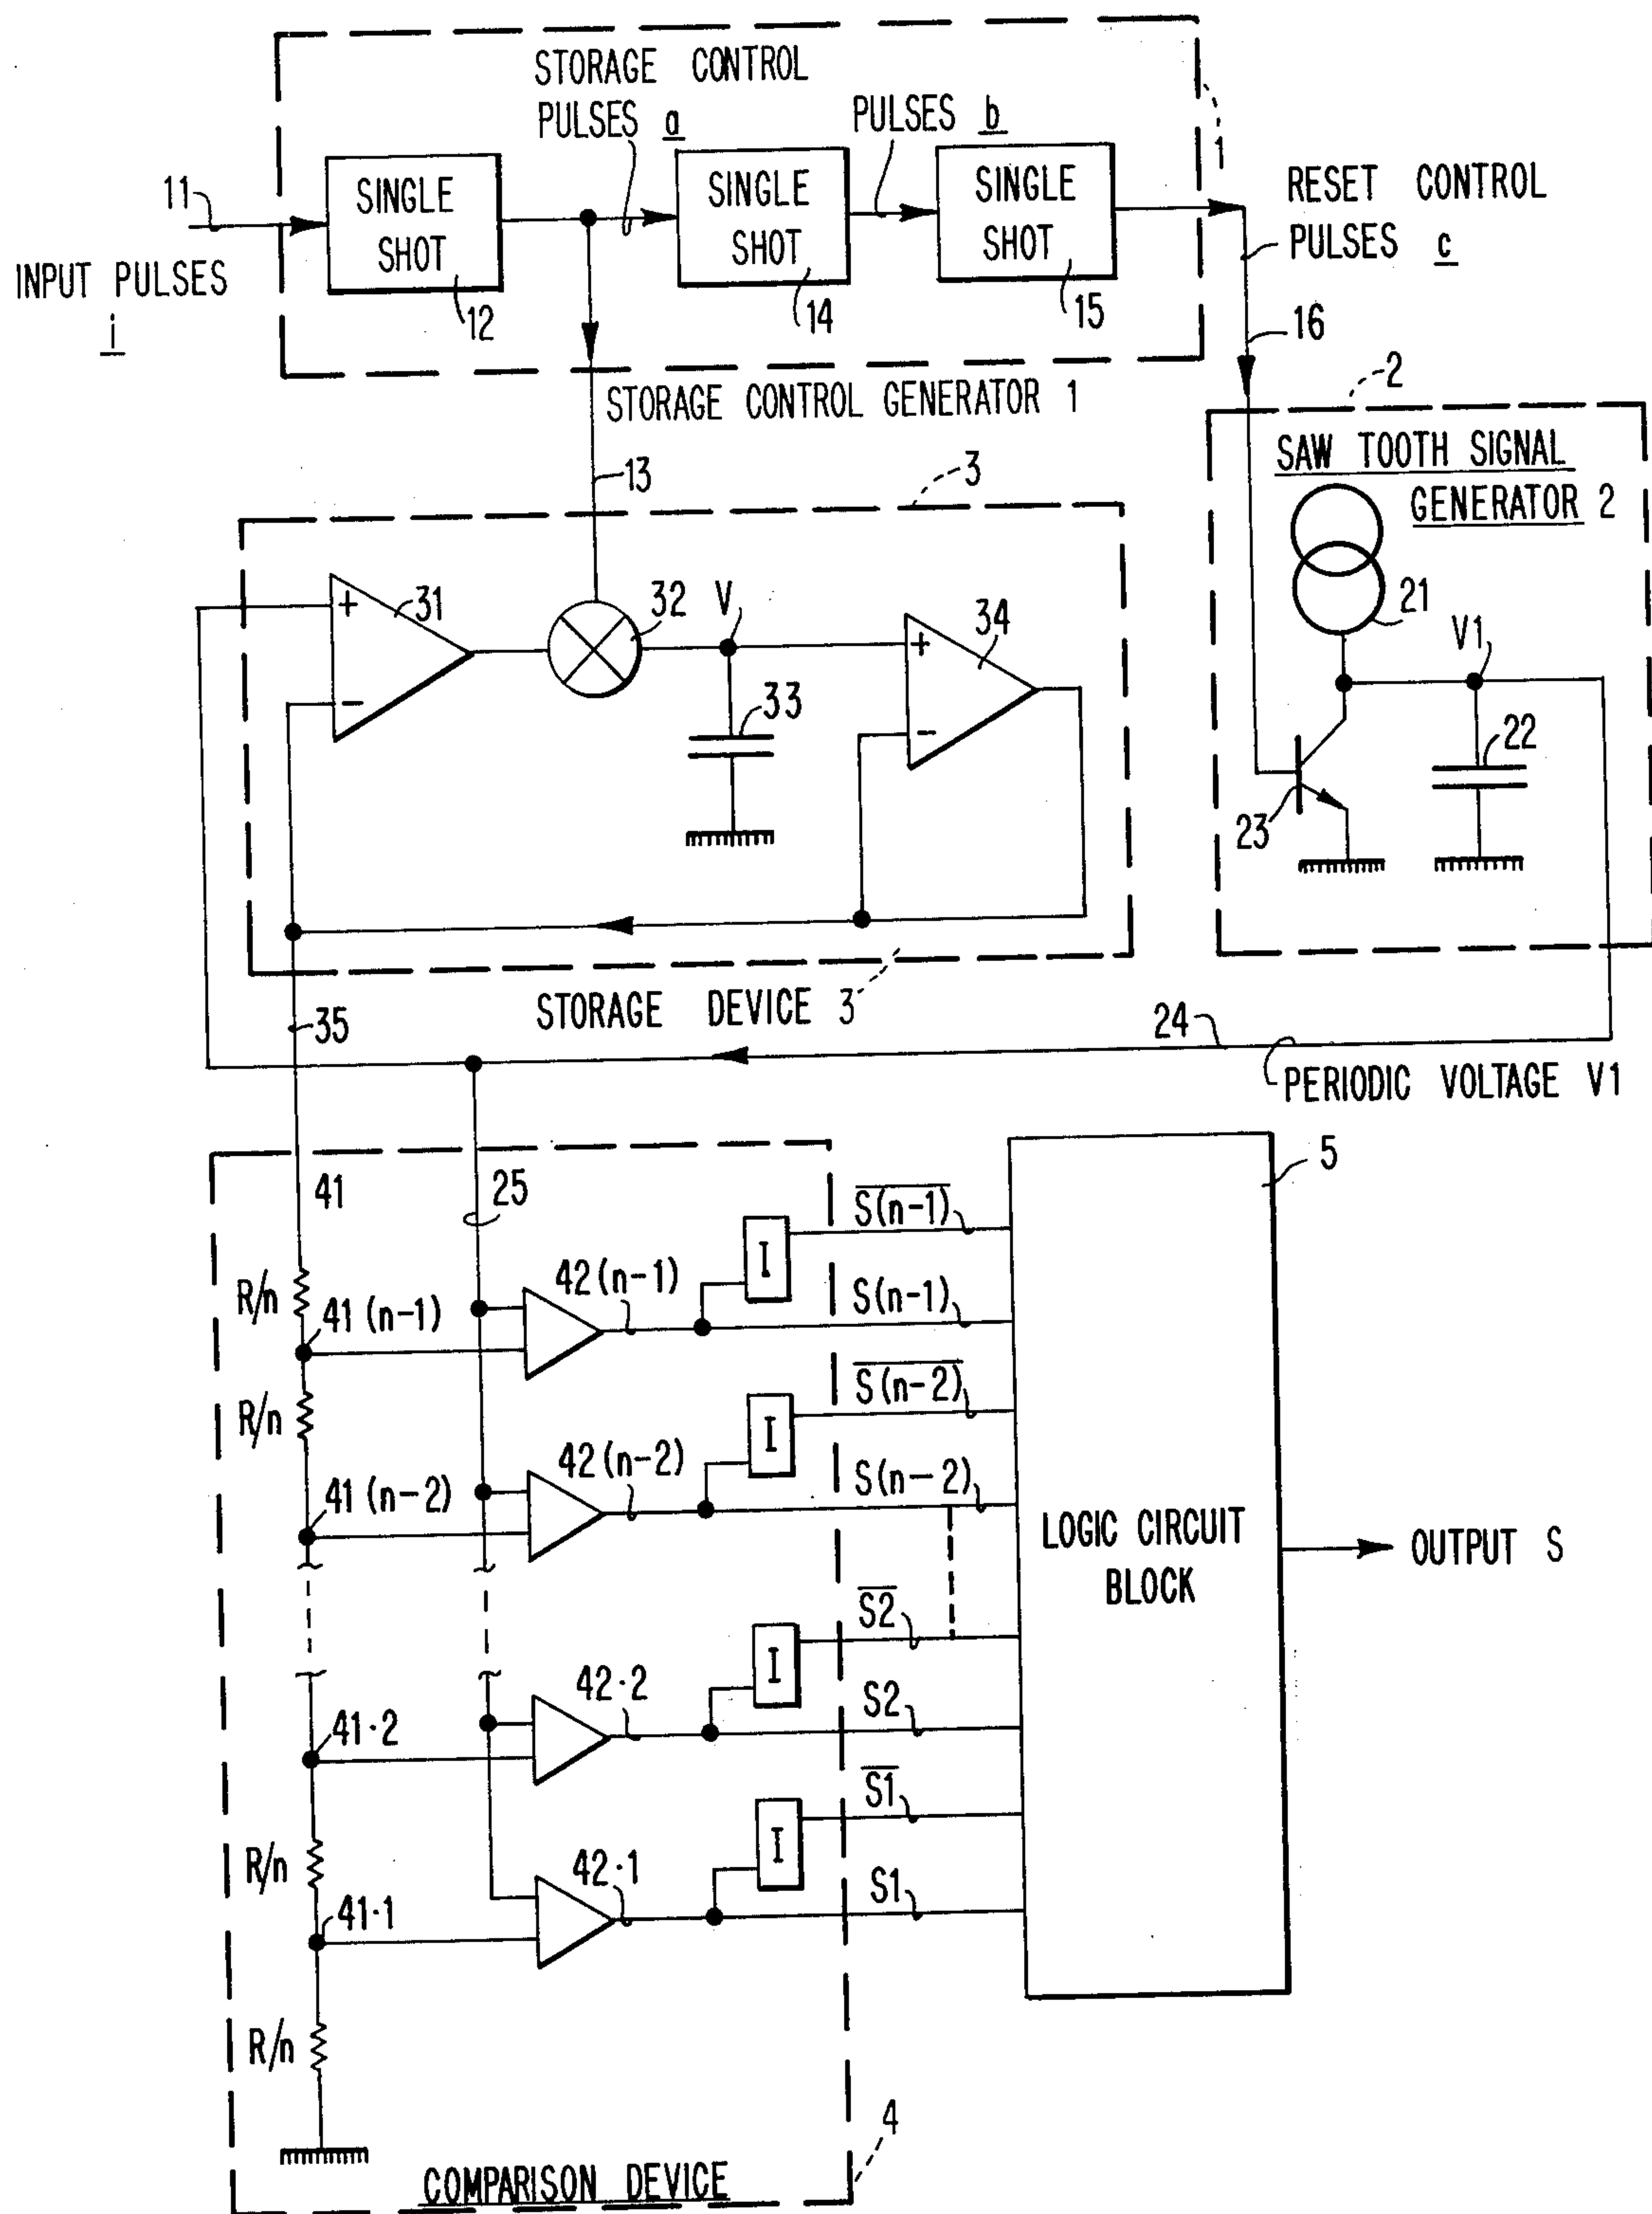 STORAGE CONTROL
PULSES a
PULSES b
1
11
SINGLE
SHOT
SINGLE
SHOT
SINGLE
SHOT
RESET CONTROL
PULSES c
INPUT PULSES
i
12
14
15
16
STORAGE CONTROL GENERATOR 1
2
SAW TOOTH SIGNAL
GENERATOR 2
13
3
+
31
32
V
+
34
21
V1
-
33
-
22
23
STORAGE DEVICE 3
35
24
PERIODIC VOLTAGE V1
41
25
5
S(n-1)
R/n
42(n-1)
I
S(n-1)
41(n-1)
S(n-2)
R/n
42(n-2)
I
S(n-2)
41(n-2)
LOGIC CIRCUIT
BLOCK
OUTPUT S
S2
I
42·2
S2
41·2
S1
I
R/n
42·1
S1
41·1
R/n
4
COMPARISON DEVICE